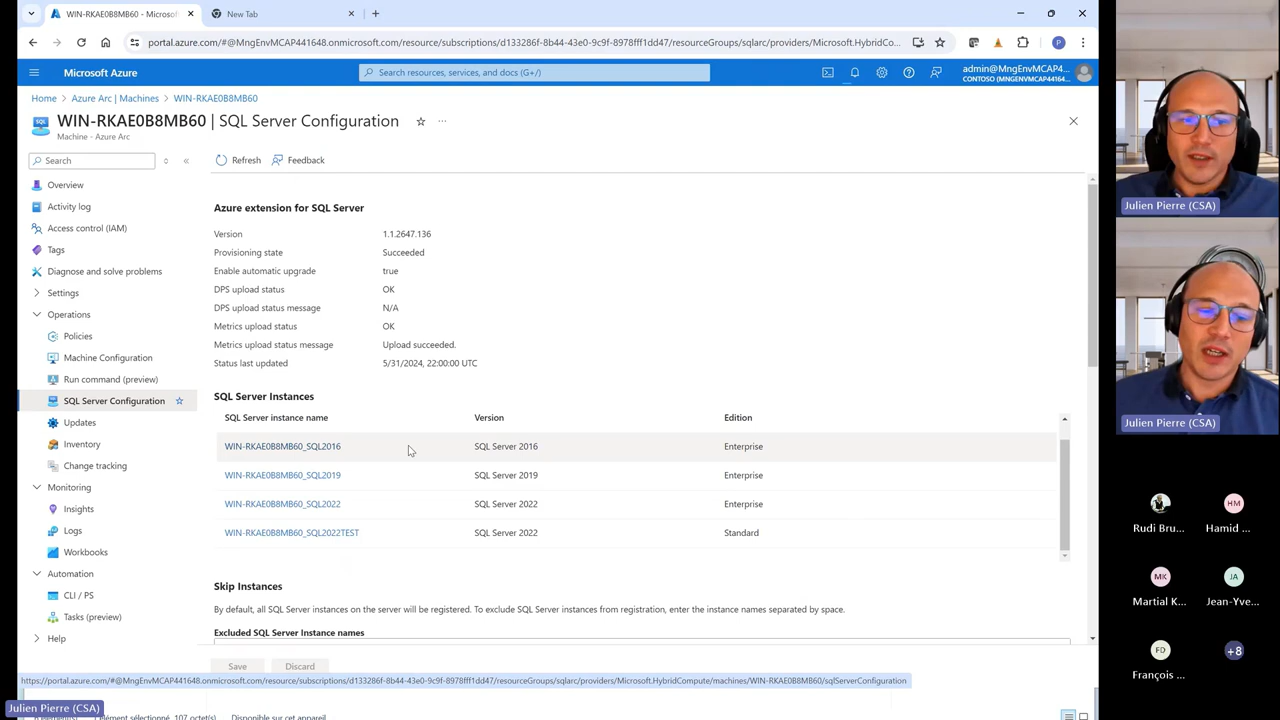 WIN-RKAE0B8MB60 - Microsof
New Tab
portal.azure.com/#@MngEnvMCAP441648.onmicrosoft.com/resource/subscriptions/d133286f-8b44-43e0-9c9f-8978fff1dd47/resourceGroups/sqlarc/providers/Microsoft.HybridCo...
Microsoft Azure
Search resources, services, and docs (G+/)
admin@MngEnvMCAP4...
CONTOSO (MNGENVMCAP44164...
Home > Azure Arc | Machines > WIN-RKAE0B8MB60
WIN-RKAE0B8MB60 | SQL Server Configuration
Machine - Azure Arc
Search
Refresh
Feedback
Overview
Activity log
Access control (IAM)
Tags
Diagnose and solve problems
Settings
Operations
Policies
Machine Configuration
Run command (preview)
SQL Server Configuration
Updates
Inventory
Change tracking
Monitoring
Insights
Logs
Workbooks
Automation
CLI / PS
Tasks (preview)
Help
Azure extension for SQL Server
Version 1.1.2647.136
Provisioning state Succeeded
Enable automatic upgrade true
DPS upload status OK
DPS upload status message N/A
Metrics upload status OK
Metrics upload status message Upload succeeded.
Status last updated 5/31/2024, 22:00:00 UTC
SQL Server Instances
SQL Server instance name Version Edition
WIN-RKAE0B8MB60_SQL2016 SQL Server 2016 Enterprise
WIN-RKAE0B8MB60_SQL2019 SQL Server 2019 Enterprise
WIN-RKAE0B8MB60_SQL2022 SQL Server 2022 Enterprise
WIN-RKAE0B8MB60_SQL2022TEST SQL Server 2022 Standard
Skip Instances
By default, all SQL Server instances on the server will be registered. To exclude SQL Server instances from registration, enter the instance names separated by space.
Excluded SQL Server Instance names
Save
Discard
https://portal.azure.com/#@MngEnvMCAP441648.onmicrosoft.com/resource/subscriptions/d133286f-8b44-43e0-9c9f-8978fff1dd47/resourceGroups/sqlarc/providers/Microsoft.HybridCompute/machines/WIN-RKAE0B8MB60/sqlServerConfiguration
Julien Pierre (CSA)
Disponible sur cet appareil
Julien Pierre (CSA)
Julien Pierre (CSA)
Rudi Bru...
HM
Hamid ...
MK
Martial K...
JA
Jean-Yve...
FD
François ...
+8
P